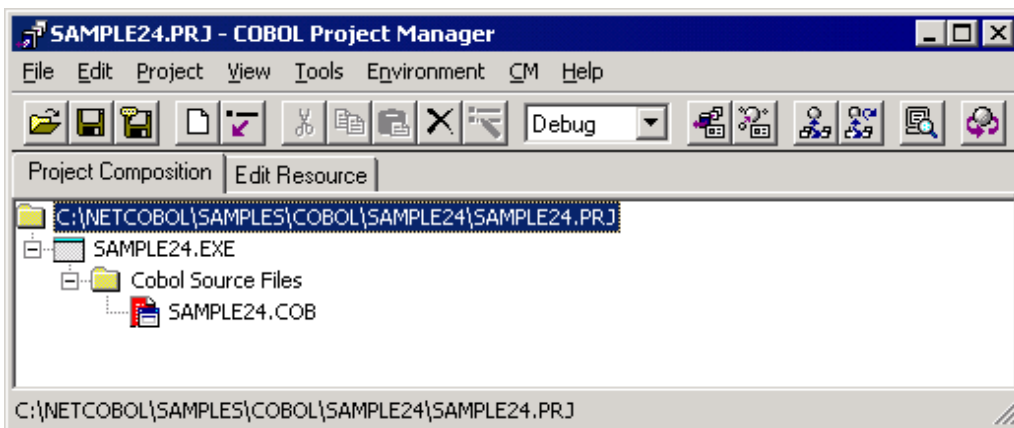 SAMPLE24.PRJ - COBOL Project Manager
File Edit Project View Tools Environment CM Help
Debug
Project Composition Edit Resource
C:\NETCOBOL\SAMPLES\COBOL\SAMPLE24\SAMPLE24.PRJ
SAMPLE24.EXE
Cobol Source Files
SAMPLE24.COB
C:\NETCOBOL\SAMPLES\COBOL\SAMPLE24\SAMPLE24.PRJ